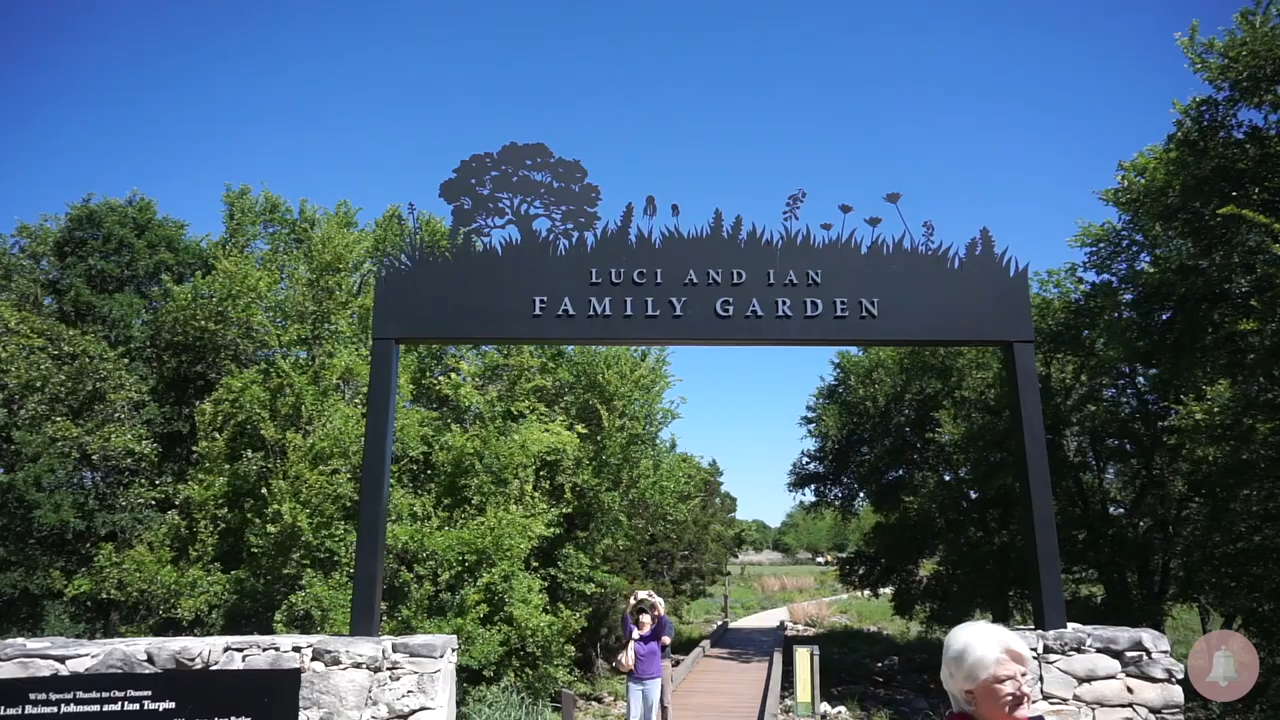 LUCI AND IAN
FAMILY GARDEN
With Special Thanks to Our Donors
Luci Baines Johnson and Ian Turpin